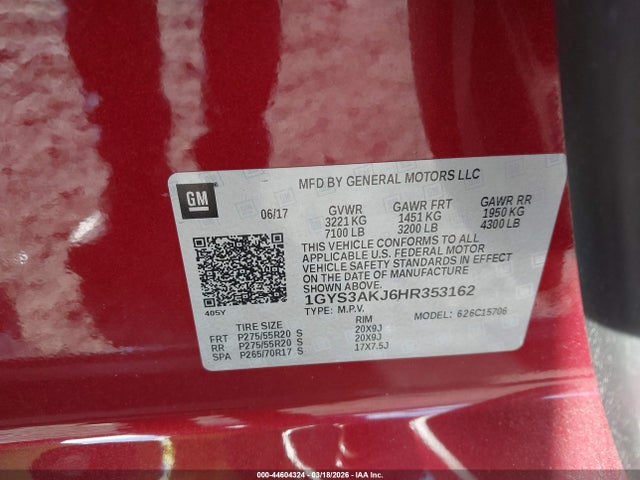 GM
MFD BY GENERAL MOTORS LLC
06/17 GVWR GAWR FRT GAWR RR
3221 KG 1451 KG 1950 KG
7100 LB 3200 LB 4300 LB
THIS VEHICLE CONFORMS TO ALL
APPLICABLE U.S. FEDERAL MOTOR
VEHICLE SAFETY STANDARDS IN EFFECT
ON THE DATE OF MANUFACTURE
SHOWN ABOVE.
1GYS3AKJ6HR353162
405Y TYPE: M.P.V. MODEL: 626C15706
TIRE SIZE RIM
FRT P275/55R20 S 20X9J
RR P275/55R20 S 20X9J
SPA P265/70R17 S 17X7.5J
000-44604324 | 03/18/2026 | IAA Inc.